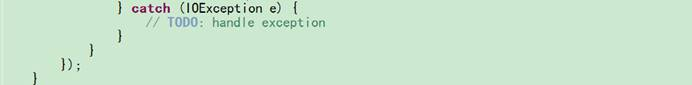 } catch (IOException e) {
// TODO: handle exception
}
}
});
}